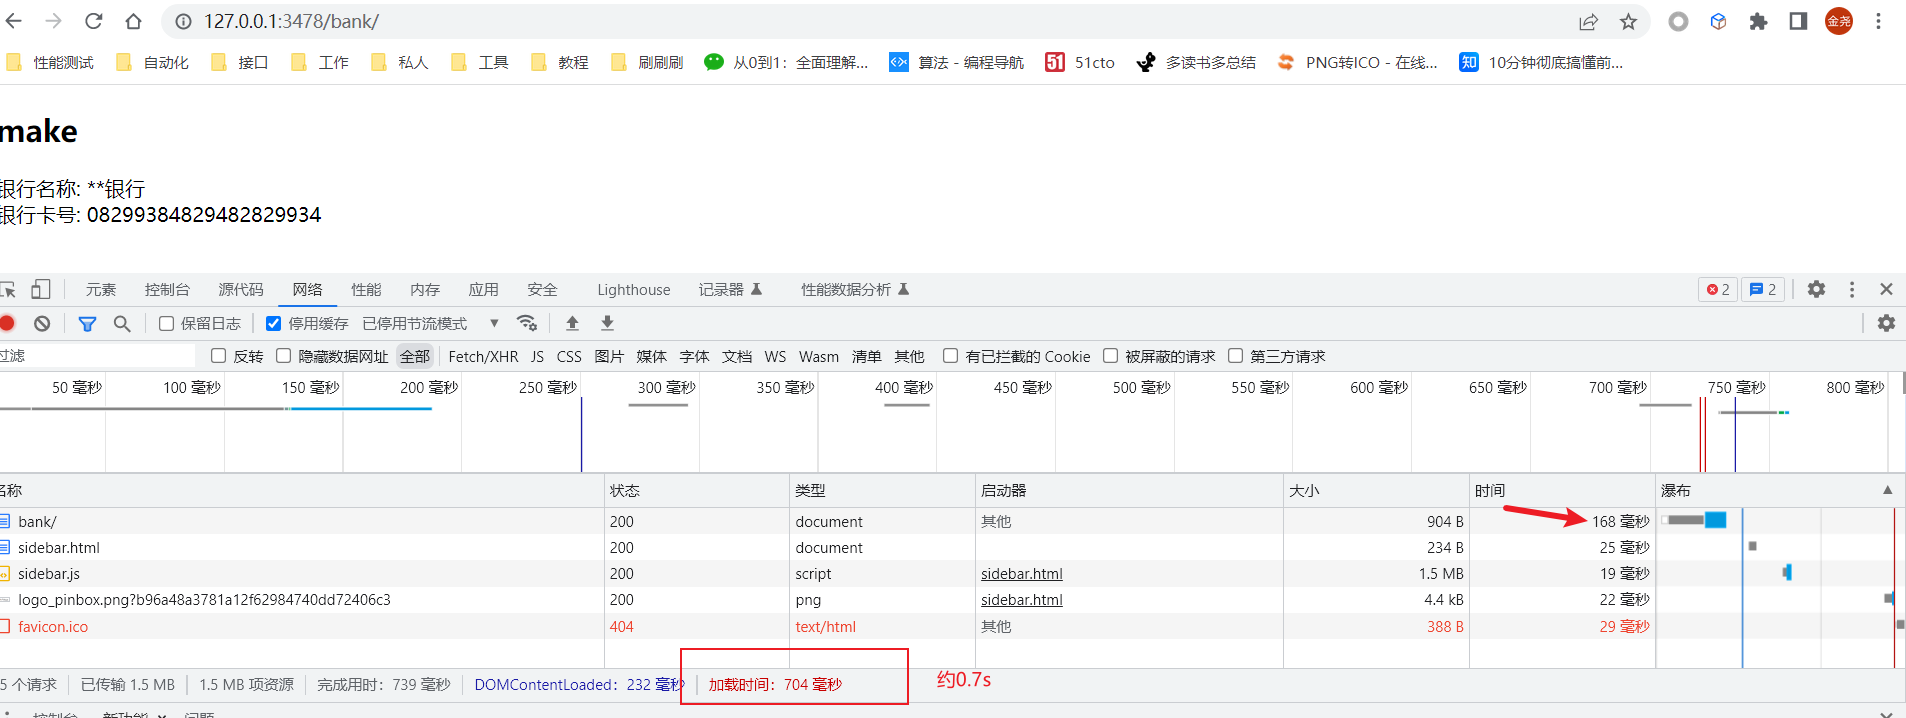 127.0.0.1:3478/bank/
金尧
性能测试 自动化 接口 工作 私人 工具 教程 刷刷刷 从0到1：全面理解... 算法 - 编程导航 51 51cto 多读书多总结 PNG转ICO - 在线... 知 10分钟彻底搞懂前...
make
银行名称: **银行
银行卡号: 08299384829482829934
元素 控制台 源代码 网络 性能 内存 应用 安全 Lighthouse 记录器 性能数据分析 2 2
保留日志 停用缓存 已停用节流模式
过滤 反转 隐藏数据网址 全部 Fetch/XHR JS CSS 图片 媒体 字体 文档 WS Wasm 清单 其他 有已拦截的 Cookie 被屏蔽的请求 第三方请求
50 毫秒 100 毫秒 150 毫秒 200 毫秒 250 毫秒 300 毫秒 350 毫秒 400 毫秒 450 毫秒 500 毫秒 550 毫秒 600 毫秒 650 毫秒 700 毫秒 750 毫秒 800 毫秒
名称 状态 类型 启动器 大小 时间 瀑布
bank/ 200 document 其他 904 B 168 毫秒
sidebar.html 200 document 234 B 25 毫秒
sidebar.js 200 script sidebar.html 1.5 MB 19 毫秒
logo_pinbox.png?b96a48a3781a12f62984740dd72406c3 200 png sidebar.html 4.4 kB 22 毫秒
favicon.ico 404 text/html 其他 388 B 29 毫秒
5 个请求 已传输 1.5 MB 1.5 MB 项资源 完成用时：739 毫秒 DOMContentLoaded：232 毫秒 加载时间：704 毫秒 约0.7s
控制台 新功能 问题